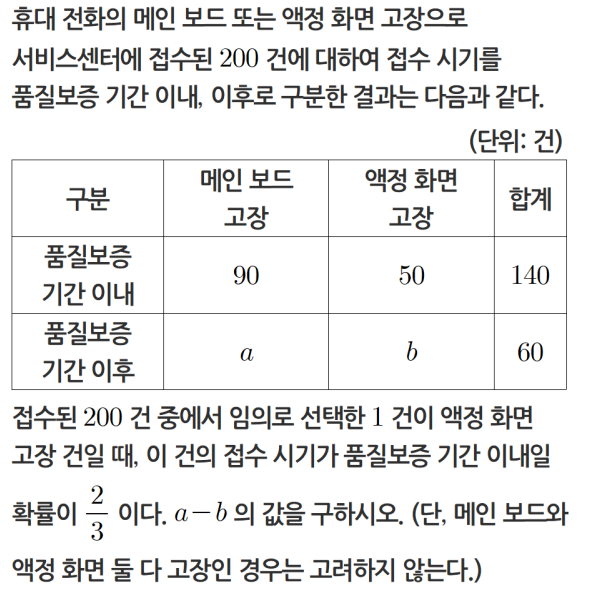 휴대 전화의 메인 보드 또는 액정 화면 고장으로
서비스센터에 접수된 200 건에 대하여 접수 시기를
품질보증 기간 이내, 이후로 구분한 결과는 다음과 같다.
(단위: 건)
구분 메인 보드 고장 액정 화면 고장 합계
품질보증 기간 이내 90 50 140
품질보증 기간 이후 a b 60
접수된 200 건 중에서 임의로 선택한 1 건이 액정 화면
고장 건일 때, 이 건의 접수 시기가 품질보증 기간 이내일
확률이 2/3 이다. a-b 의 값을 구하시오. (단, 메인 보드와
액정 화면 둘 다 고장인 경우는 고려하지 않는다.)